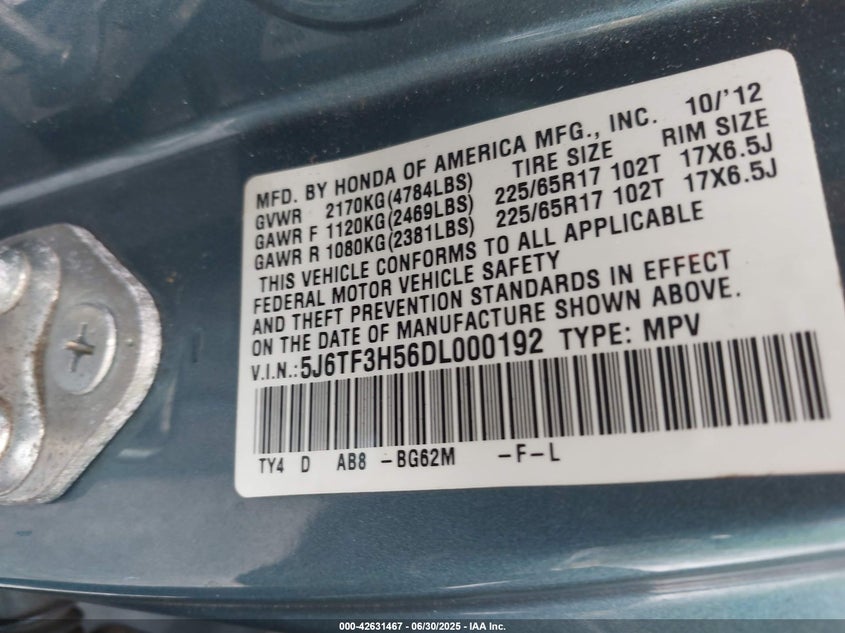 MFD. BY HONDA OF AMERICA MFG., INC. 10/'12
GVWR 2170KG(4784LBS) TIRE SIZE RIM SIZE
GAWR F 1120KG(2469LBS) 225/65R17 102T 17X6.5J
GAWR R 1080KG(2381LBS) 225/65R17 102T 17X6.5J
THIS VEHICLE CONFORMS TO ALL APPLICABLE
FEDERAL MOTOR VEHICLE SAFETY
AND THEFT PREVENTION STANDARDS IN EFFECT
ON THE DATE OF MANUFACTURE SHOWN ABOVE.
V.I.N.:5J6TF3H56DL000192 TYPE: MPV
TY4 D AB8 -BG62M -F-L
000-42631467 - 06/30/2025 - IAA Inc.